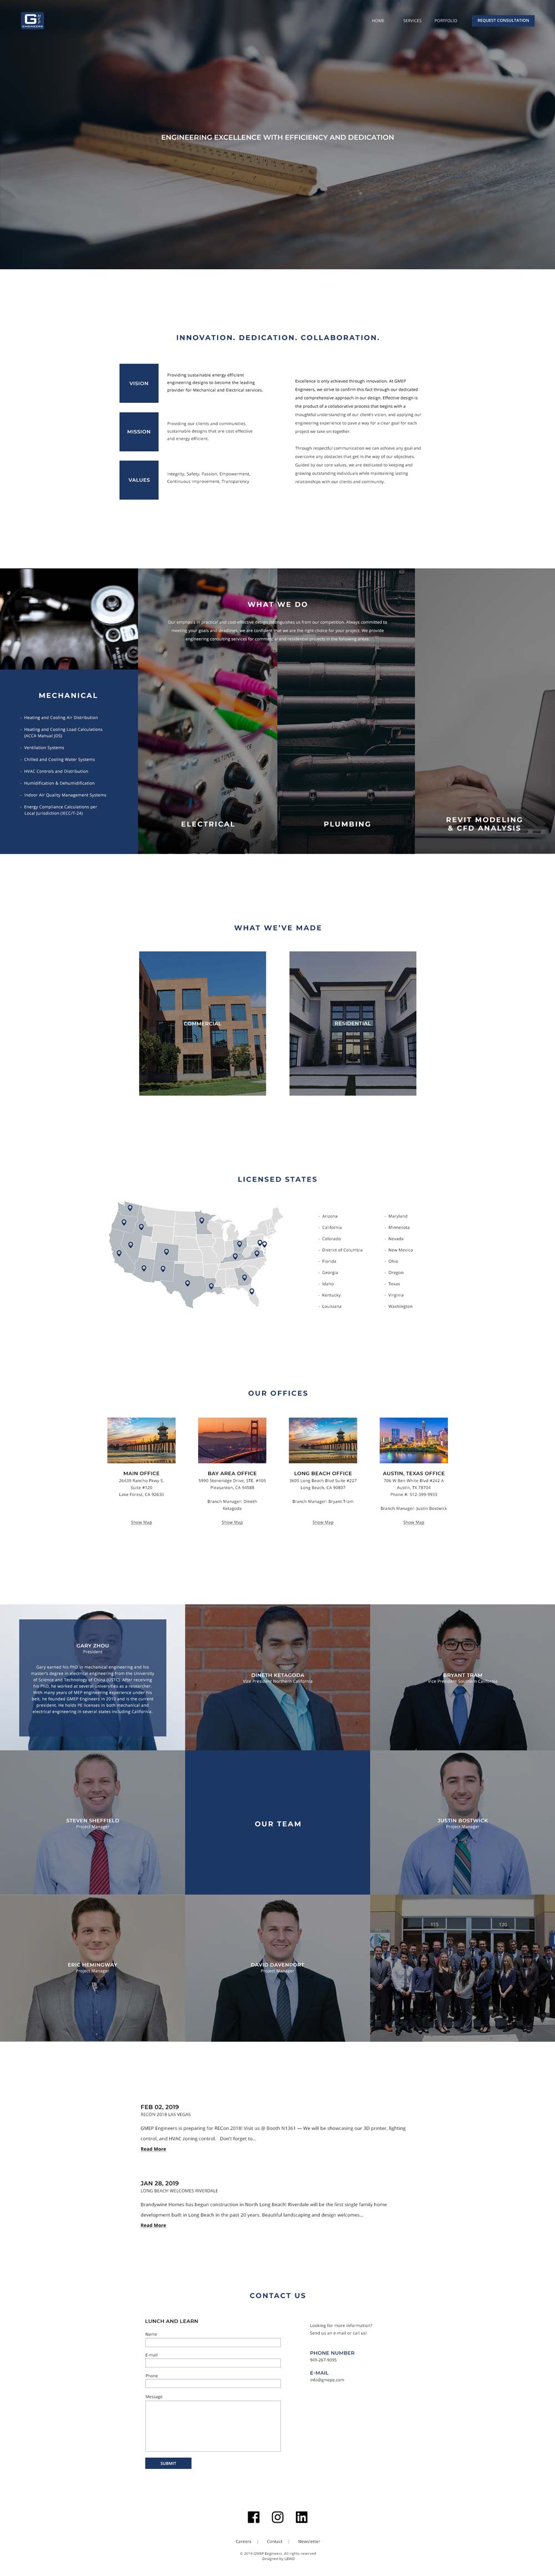 G
ENGINEERS
HOME SERVICES PORTFOLIO REQUEST CONSULTATION
ENGINEERING EXCELLENCE WITH EFFICIENCY AND DEDICATION
INNOVATION. DEDICATION. COLLABORATION.
VISION
Providing sustainable energy efficient
engineering designs to become the leading
provider for Mechanical and Electrical services.
MISSION
Providing our clients and communities
sustainable designs that are cost effective
and energy efficient.
VALUES
Integrity, Safety, Passion, Empowerment,
Continuous Improvement, Transparency
Excellence is only achieved through innovation. At GMEP
Engineers, we strive to confirm this fact through our dedicated
and comprehensive approach in our design. Effective design is
the product of a collaborative process that begins with a
thoughtful understanding of our client's vision, and applying our
engineering experience to pave a way for a clear goal for each
project we take on together.
Through respectful communication we can achieve any goal and
overcome any obstacles that get in the way of our objectives.
Guided by our core values, we are dedicated to keeping and
growing outstanding individuals while maintaining lasting
relationships with our clients and community.
WHAT WE DO
Our emphasis in practical and cost-effective design distinguishes us from our competition. Always committed to
meeting your goals and deadlines, we are confident that we are the right choice for your project. We provide
engineering consulting services for commercial and residential projects in the following areas:
MECHANICAL
- Heating and Cooling Air Distribution
- Heating and Cooling Load Calculations
(ACCA Manual J/D5)
- Ventilation Systems
- Chilled and Cooling Water Systems
- HVAC Controls and Distribution
- Humidification & Dehumidification
- Indoor Air Quality Management Systems
- Energy Compliance Calculations per
Local Jurisdiction (IECC/T-24)
ELECTRICAL
PLUMBING
REVIT MODELING
& CFD ANALYSIS
WHAT WE'VE MADE
COMMERCIAL
RESIDENTIAL
LICENSED STATES
- Arizona
- California
- Colorado
- District of Columbia
- Florida
- Georgia
- Idaho
- Kentucky
- Louisiana
- Maryland
- Minnesota
- Nevada
- New Mexico
- Ohio
- Oregon
- Texas
- Virginia
- Washington
OUR OFFICES
MAIN OFFICE
26439 Rancho Pkwy S
Suite #120
Lake Forest, CA 92630
Show Map
BAY AREA OFFICE
5990 Stoneridge Drive, STE. #103
Pleasanton, CA 94588
Branch Manager: Dineth
Ketagoda
Show Map
LONG BEACH OFFICE
3605 Long Beach Blvd Suite #227
Long Beach, CA 90807
Branch Manager: Bryant Tram
Show Map
AUSTIN, TEXAS OFFICE
706 W Ben White Blvd #242 A
Austin, TX 78704
Phone #: 512-399-9933
Branch Manager: Justin Bostwick
Show Map
GARY ZHOU
President
Gary earned his PhD in mechanical engineering and his
master's degree in electrical engineering from the University
of Science and Technology of China (USTC). After receiving
his PhD, he worked at several universities as a researcher.
With many years of MEP engineering experience under his
belt, he founded GMEP Engineers in 2010 and is the current
president. He holds PE licenses in both mechanical and
electrical engineering in several states including California.
DINETH KETAGODA
Vice President Northern California
BRYANT TRAM
Vice President Southern California
STEVEN SHEFFIELD
Project Manager
OUR TEAM
JUSTIN BOSTWICK
Project Manager
ERIC HEMINGWAY
Project Manager
DAVID DAVENPORT
Project Manager
115 120
FEB 02, 2019
RECON 2018 LAS VEGAS
GMEP Engineers is preparing for RECon 2018! Visit us @ Booth N1361 — We will be showcasing our 3D printer, lighting
control, and HVAC zoning control. Don't forget to...
Read More
JAN 28, 2019
LONG BEACH WELCOMES RIVERDALE
Brandywine Homes has begun construction in North Long Beach! Riverdale will be the first single family home
development built in Long Beach in the past 20 years. Beautiful landscaping and design welcomes...
Read More
CONTACT US
LUNCH AND LEARN
Name
E-mail
Phone
Message
SUBMIT
Looking for more information?
Send us an e-mail or call us!
PHONE NUMBER
949-267-9095
E-MAIL
info@gmepe.com
Careers | Contact | Newsletter
© 2019 GMEP Engineers. All rights reserved